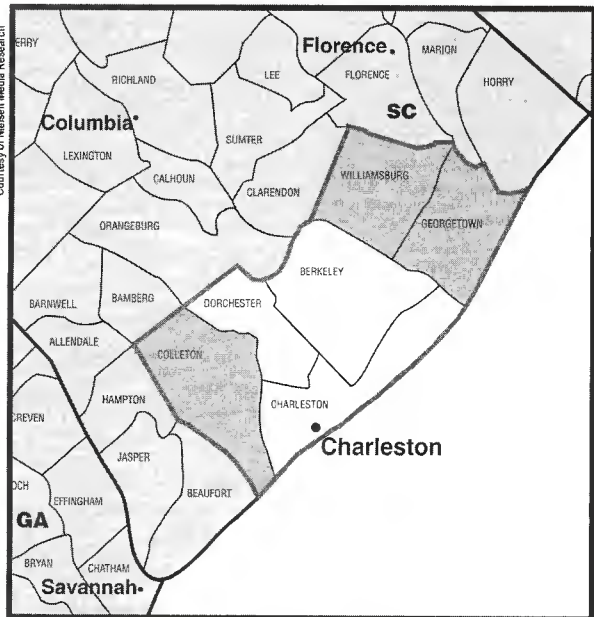 Courtesy of Nielsen Media Research
ERRY
Florence
MARION
RICHLAND
LEE
FLORENCE
HORRY
Columbia
SC
SUMTER
LEXINGTON
CALHOUN
CLARENDON
WILLIAMSBURG
ORANGEBURG
GEORGETOWN
BERKELEY
BARNWELL
BAMBERG
DORCHESTER
ALLENDALE
COLLETON
HAMPTON
CREVEN
CHARLESTON
Charleston
JASPER
OCH
EFFINGHAM
BEAUFORT
GA
BRYAN
CHATHAM
Savannah